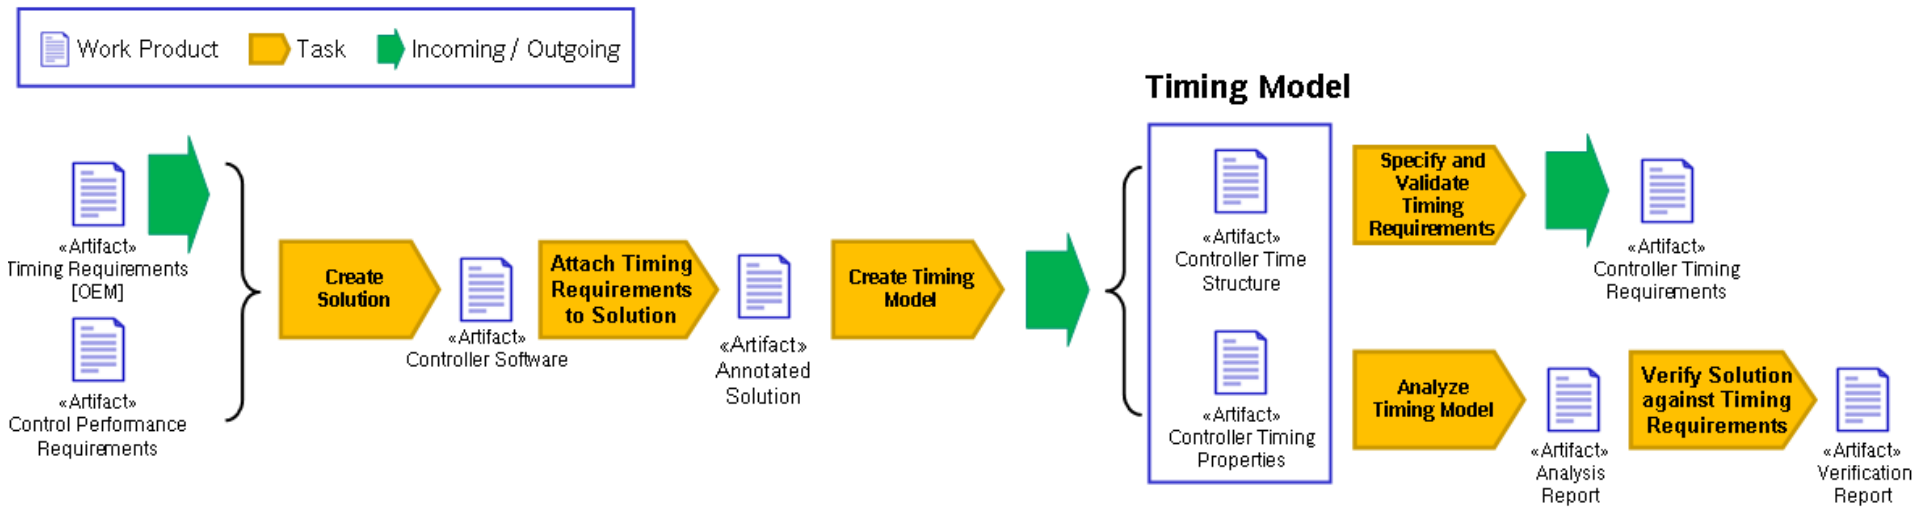 Work Product
Task
Incoming / Outgoing
Timing Model
«Artifact»
Timing Requirements
[OEM]
«Artifact»
Control Performance
Requirements
Create
Solution
«Artifact»
Controller Software
Attach Timing
Requirements
to Solution
«Artifact»
Annotated
Solution
Create Timing
Model
«Artifact»
Controller Time
Structure
«Artifact»
Controller Timing
Properties
Specify and
Validate
Timing
Requirements
«Artifact»
Controller Timing
Requirements
Analyze
Timing Model
«Artifact»
Analysis
Report
Verify Solution
against Timing
Requirements
«Artifact»
Verification
Report